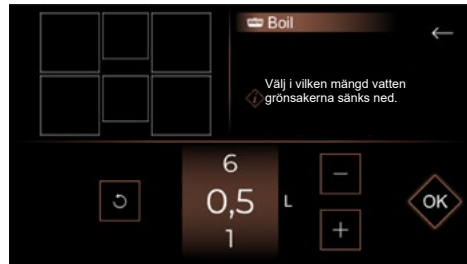 Boil
Välj i vilken mängd vatten
grönsakerna sänks ned.
6
0,5 L
1
−
+
OK